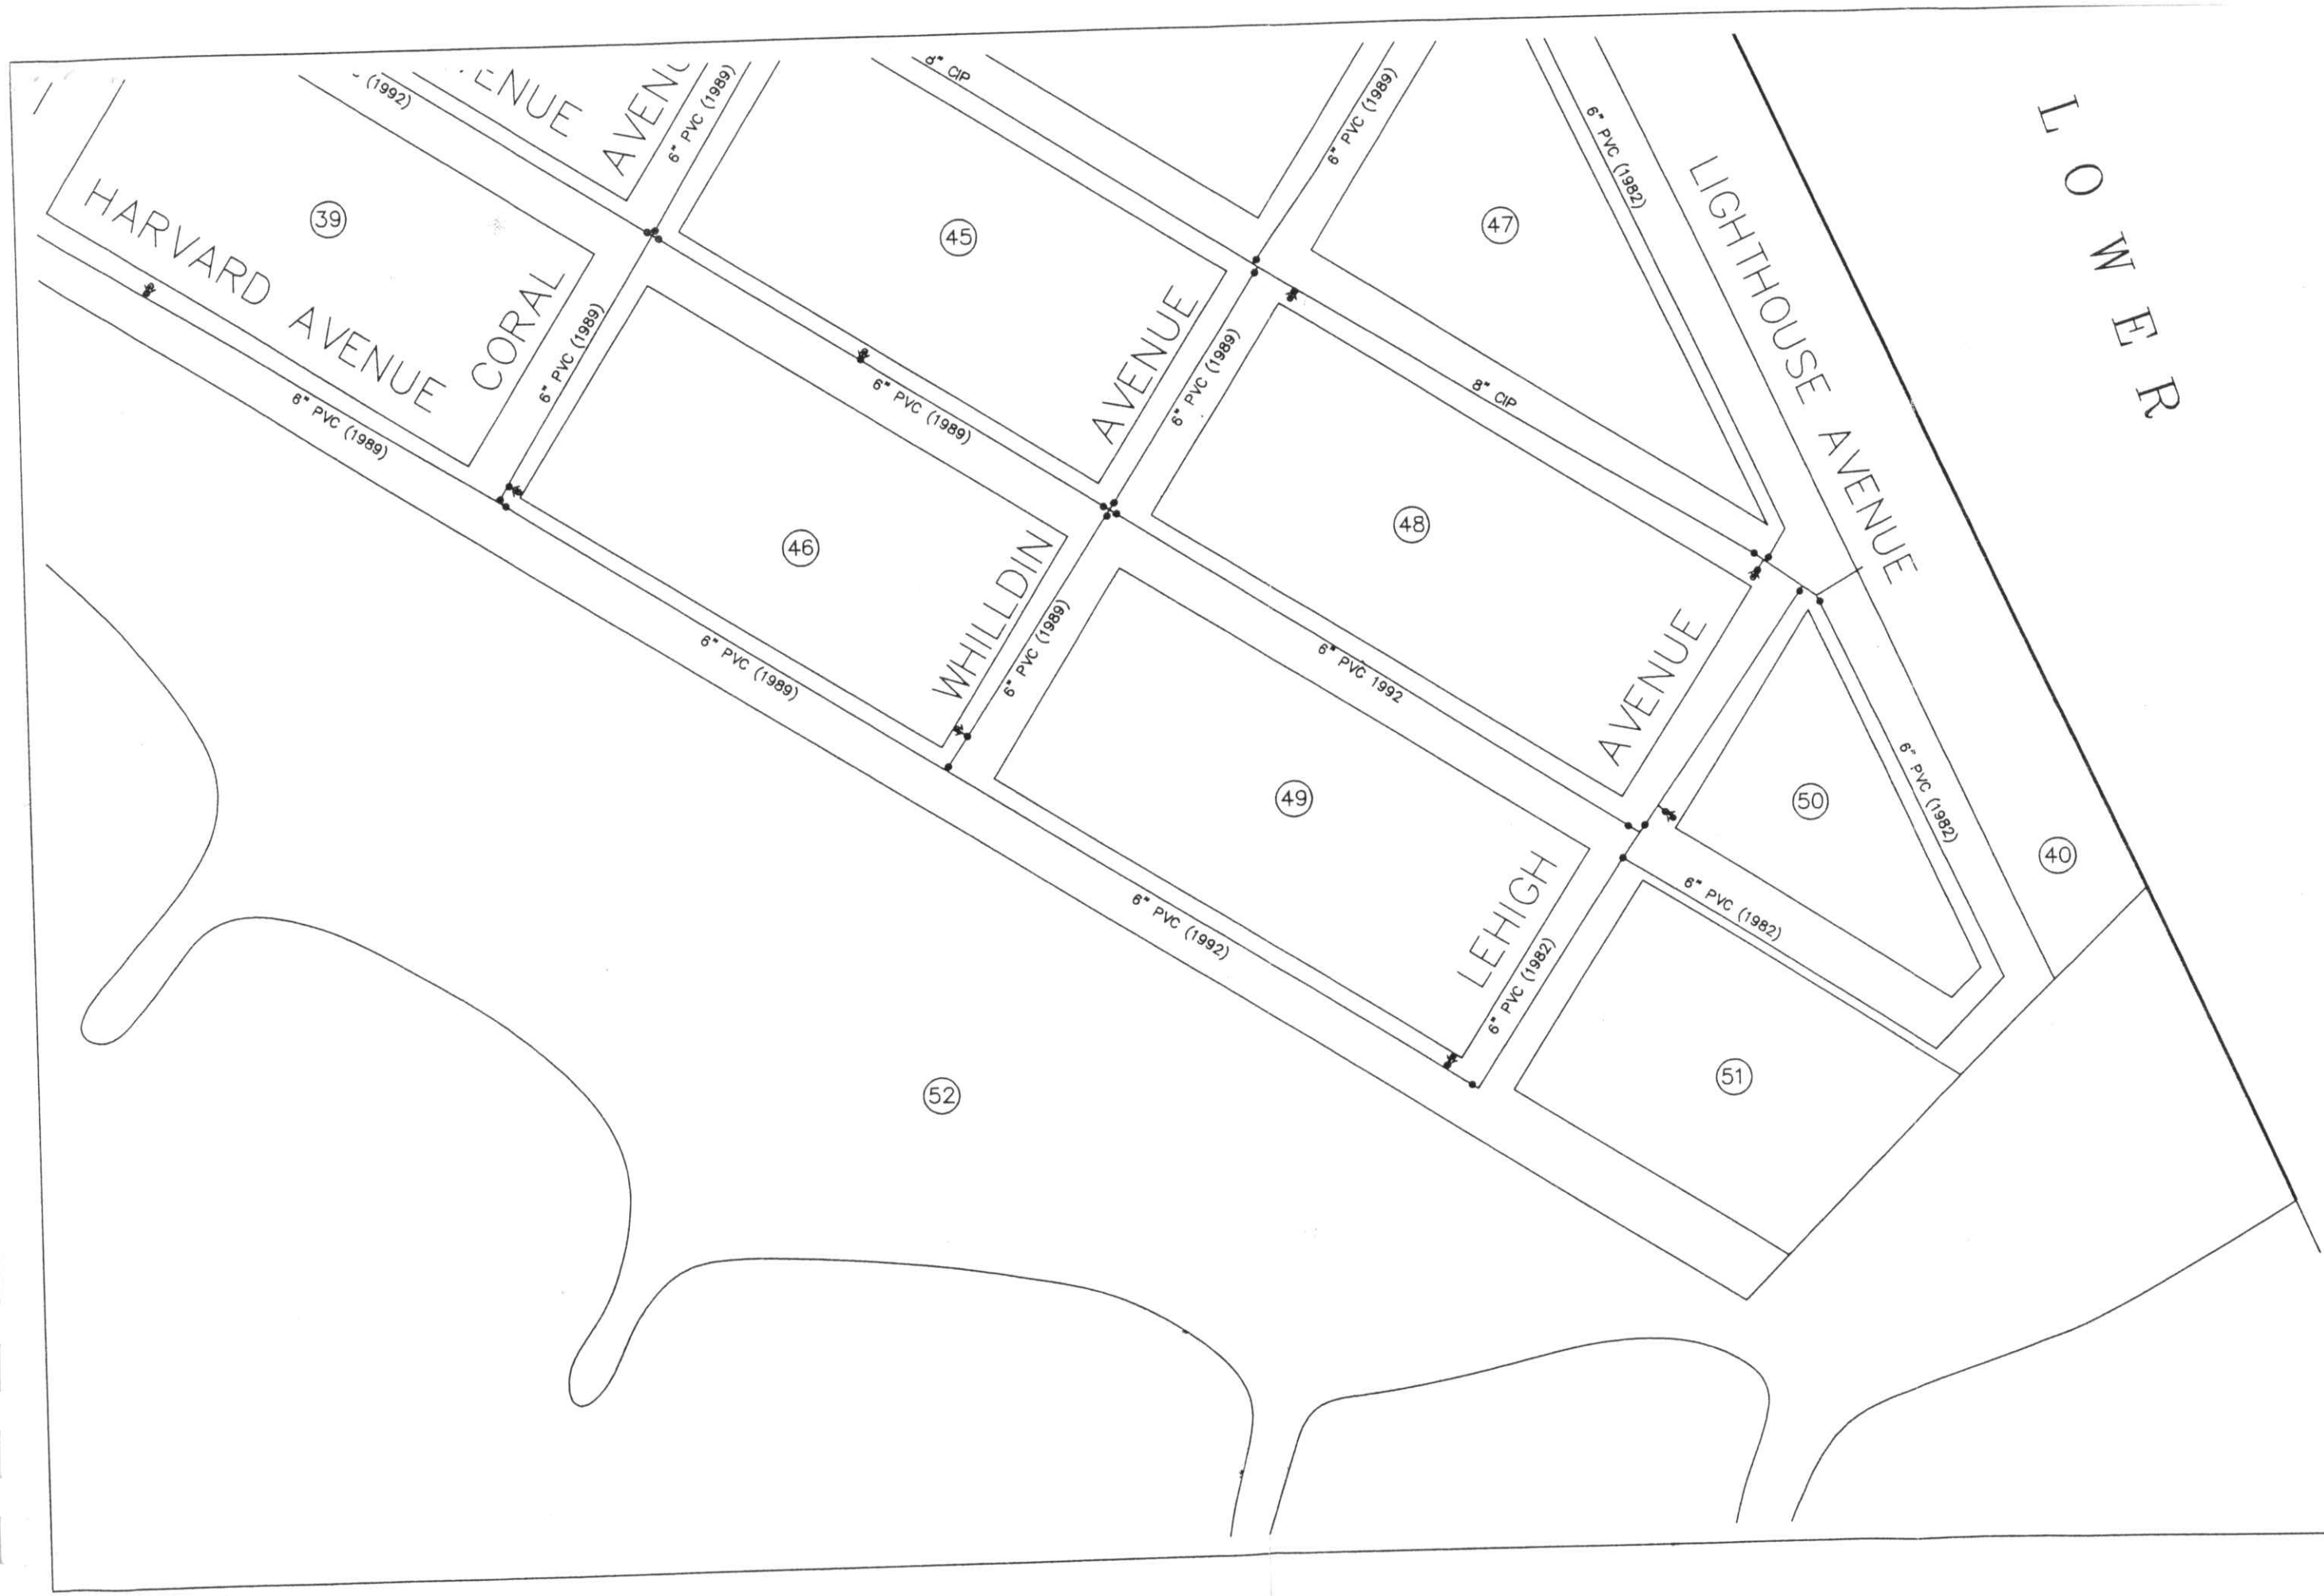 (1992)
ENUE
AVENU
6" PVC (1989)
8" CIP
6" PVC (1989)
6" PVC (1982)
LIGHTHOUSE AVENUE
LOWER
39
45
47
HARVARD AVENUE
CORAL
6" PVC (1989)
6" PVC (1989)
6" PVC (1989)
AVENUE
6" PVC (1989)
8" CIP
46
48
WHILLDIN
6" PVC (1989)
6" PVC (1989)
6" PVC 1992
AVENUE
49
50
6" PVC (1982)
40
LEHIGH
6" PVC (1982)
6" PVC (1992)
6" PVC (1982)
51
52